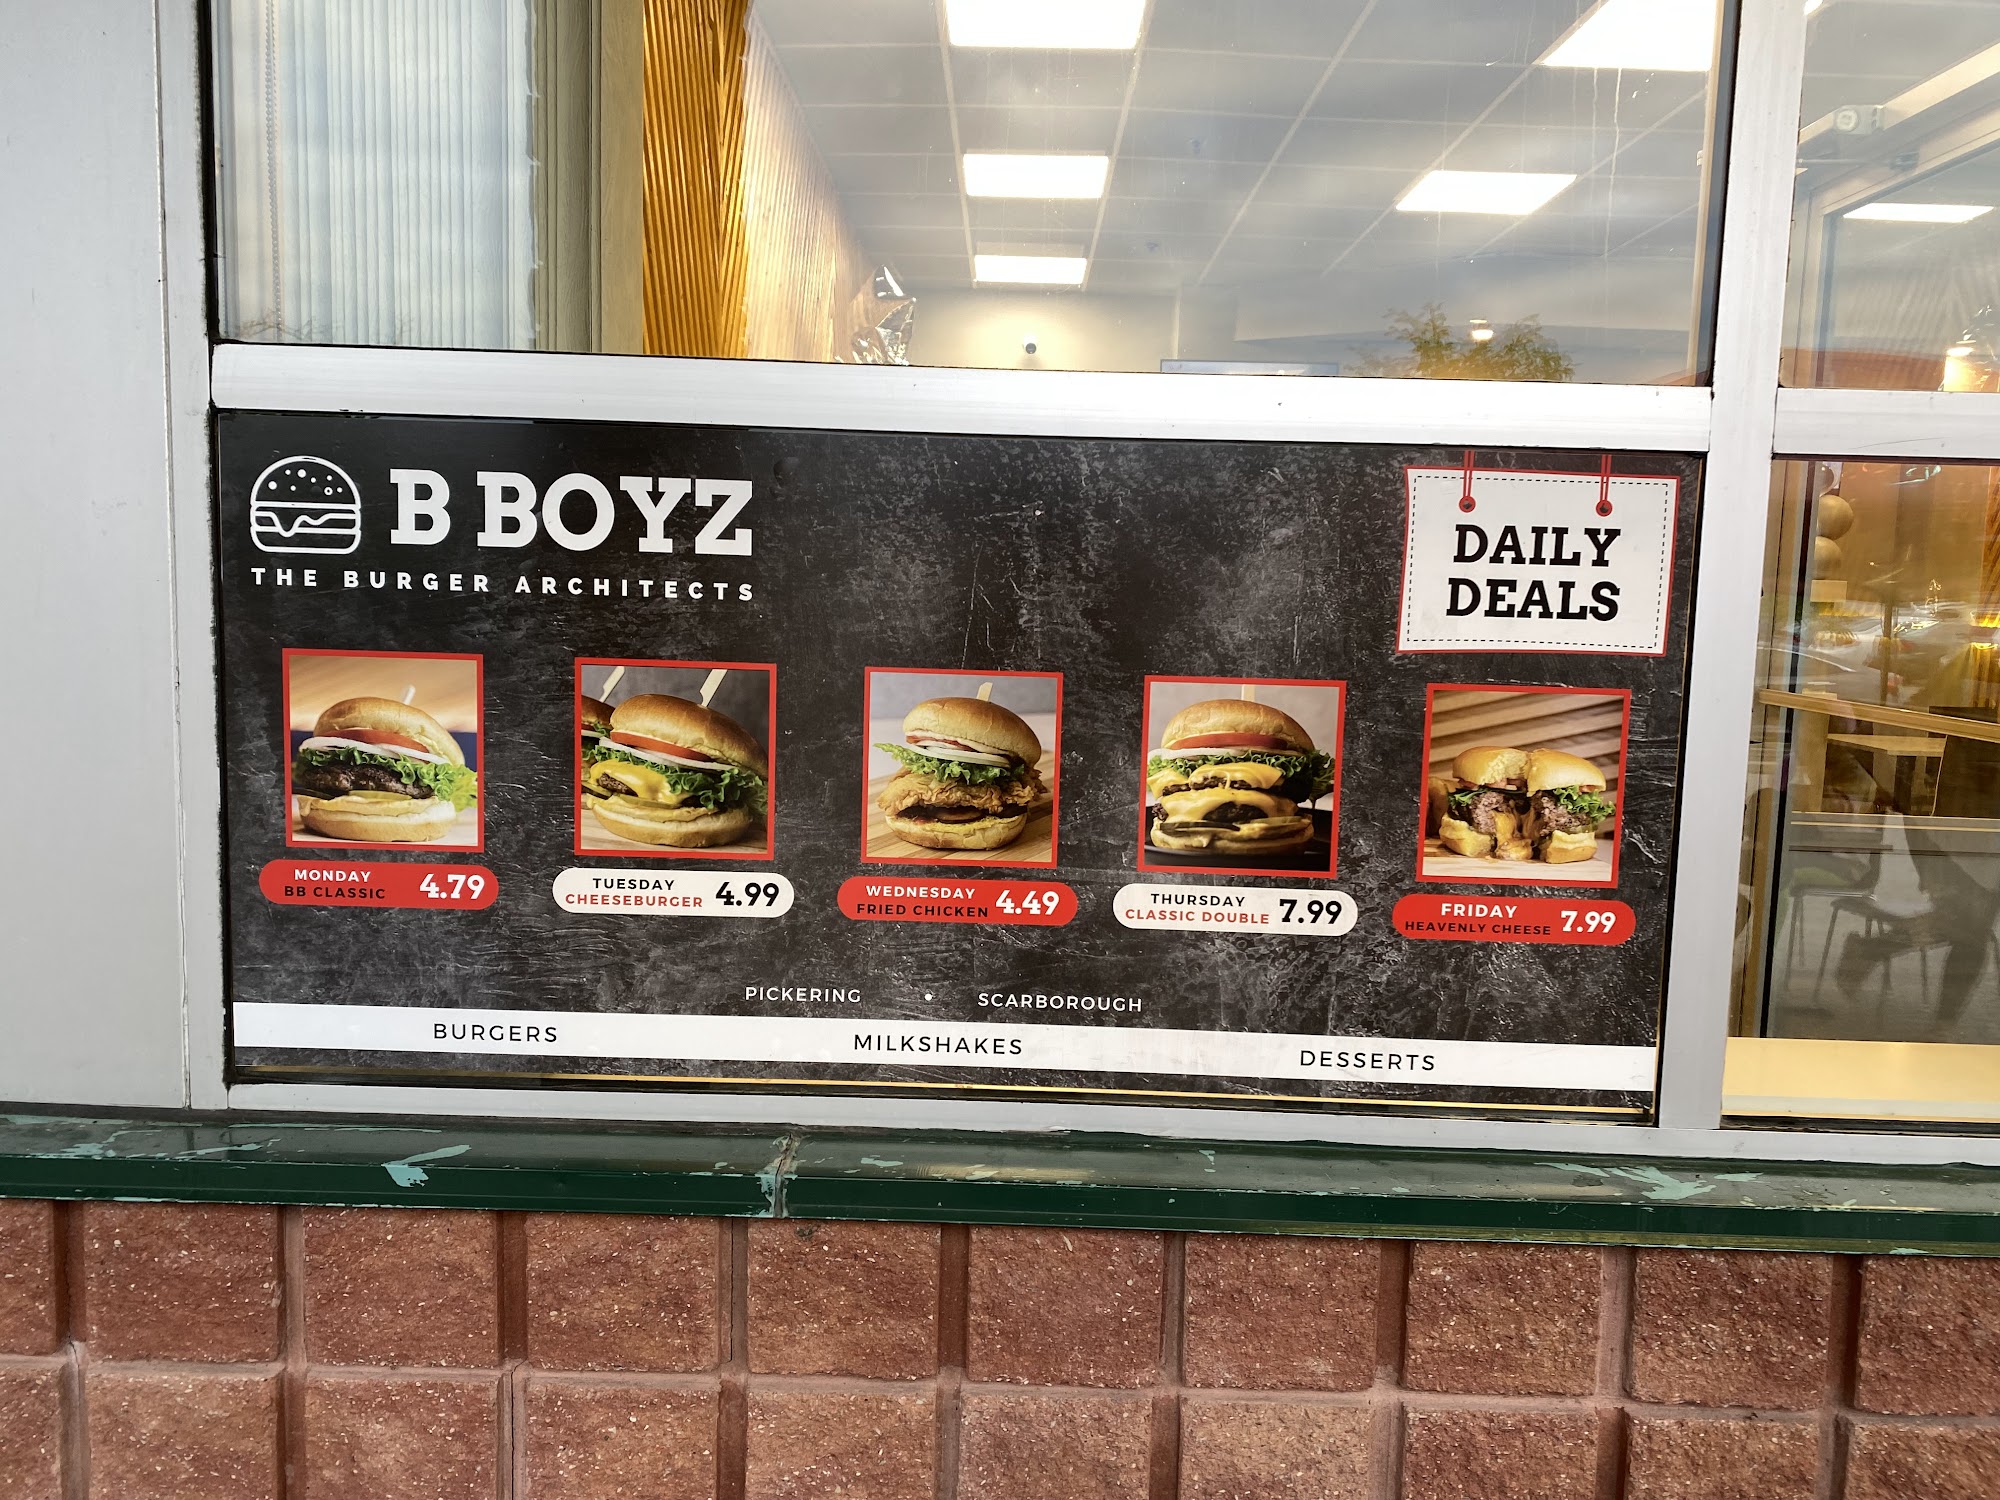 B BOYZ
THE BURGER ARCHITECTS
DAILY
DEALS
MONDAY
BB CLASSIC
4.79
TUESDAY
CHEESEBURGER
4.99
WEDNESDAY
FRIED CHICKEN
4.49
THURSDAY
CLASSIC DOUBLE
7.99
FRIDAY
HEAVENLY CHEESE
7.99
PICKERING • SCARBOROUGH
BURGERS MILKSHAKES DESSERTS